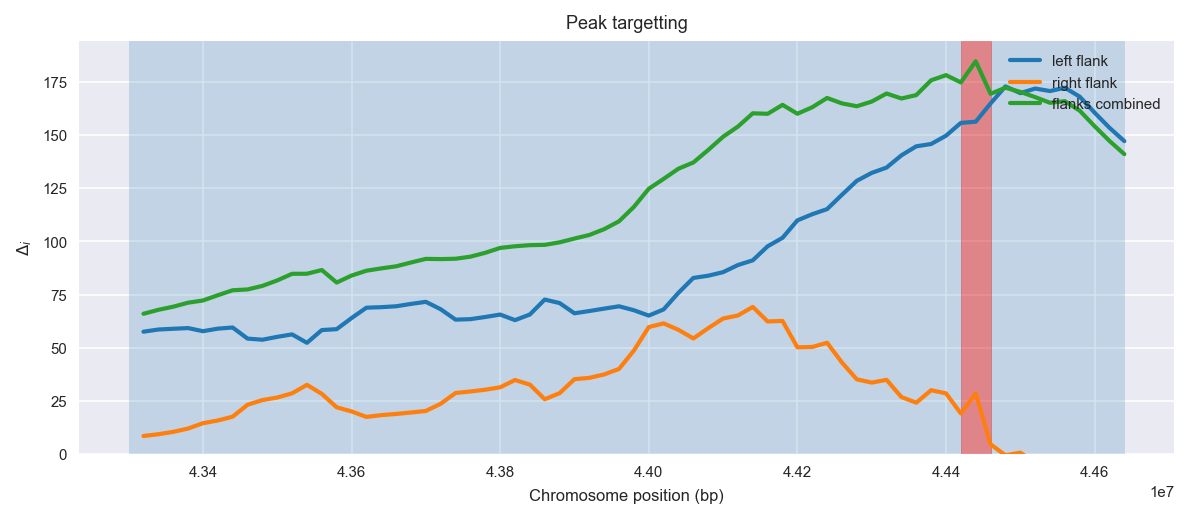 Peak targetting
left flank
right flank
flanks combined
175
150
125
100
75
50
25
0
Δi
4.34
4.36
4.38
4.40
4.42
4.44
4.46
1e7
Chromosome position (bp)